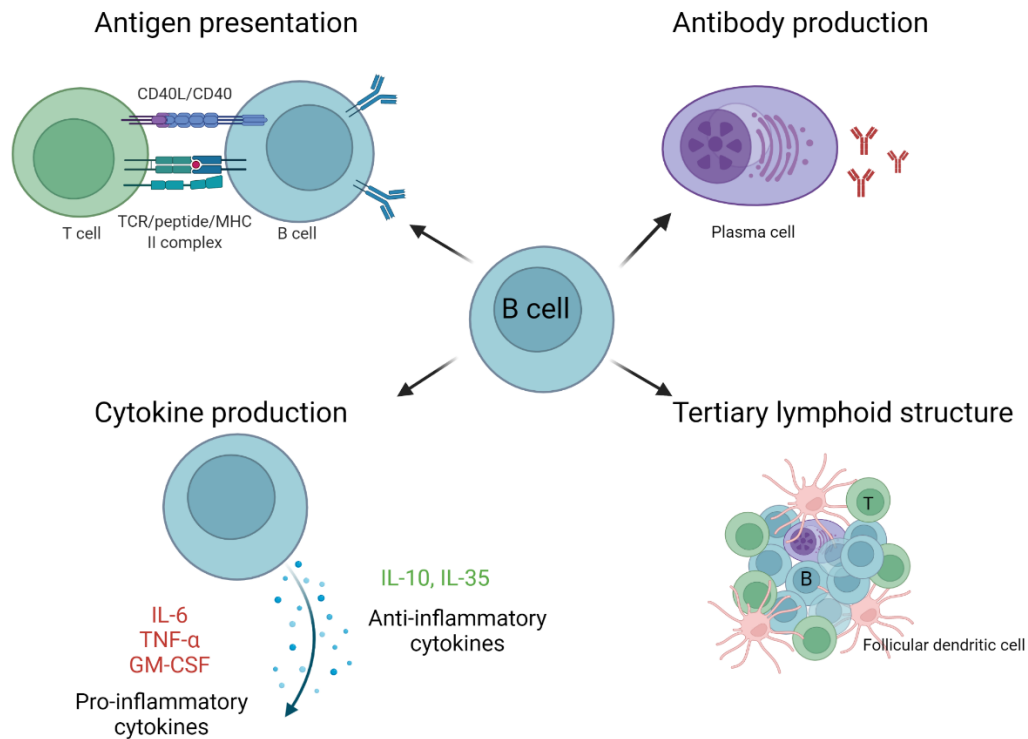 Antigen presentation
CD40L/CD40
TCR/peptide/MHC
II complex
T cell
B cell
Antibody production
Plasma cell
B cell
Cytokine production
IL-6
TNF-α
GM-CSF
Pro-inflammatory
cytokines
IL-10, IL-35
Anti-inflammatory
cytokines
Tertiary lymphoid structure
T
B
Follicular dendritic cell